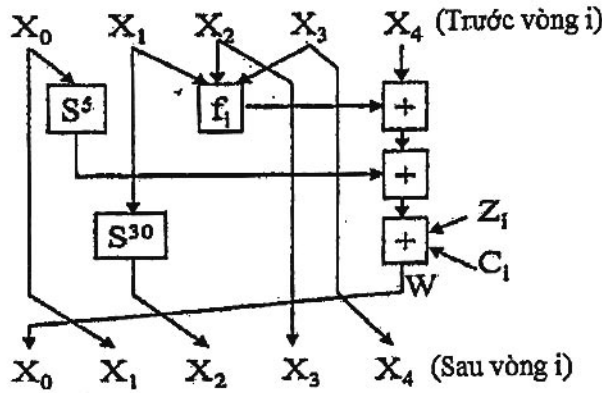 X₀ X₁ X₂ X₃ X₄ (Trước vòng i)
S⁵ fᵢ +
+
S³⁰ + Zᵢ
Cᵢ
W
X₀ X₁ X₂ X₃ X₄ (Sau vòng i)